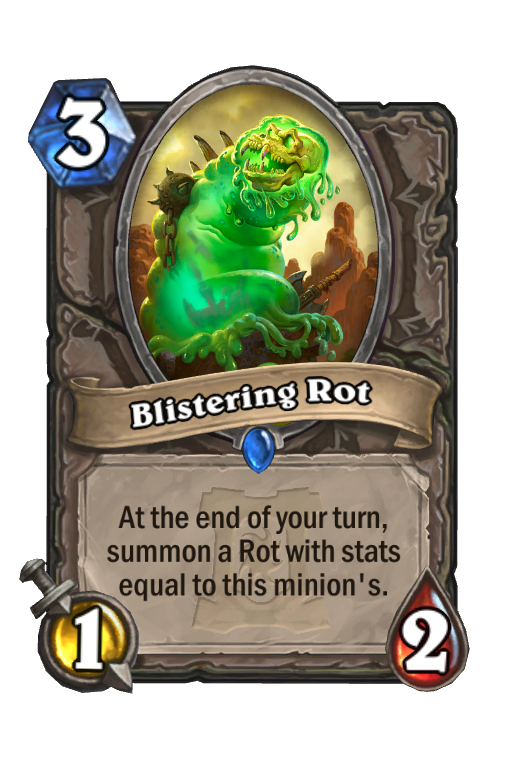 3
Blistering Rot
At the end of your turn,
summon a Rot with stats
equal to this minion's.
1
2